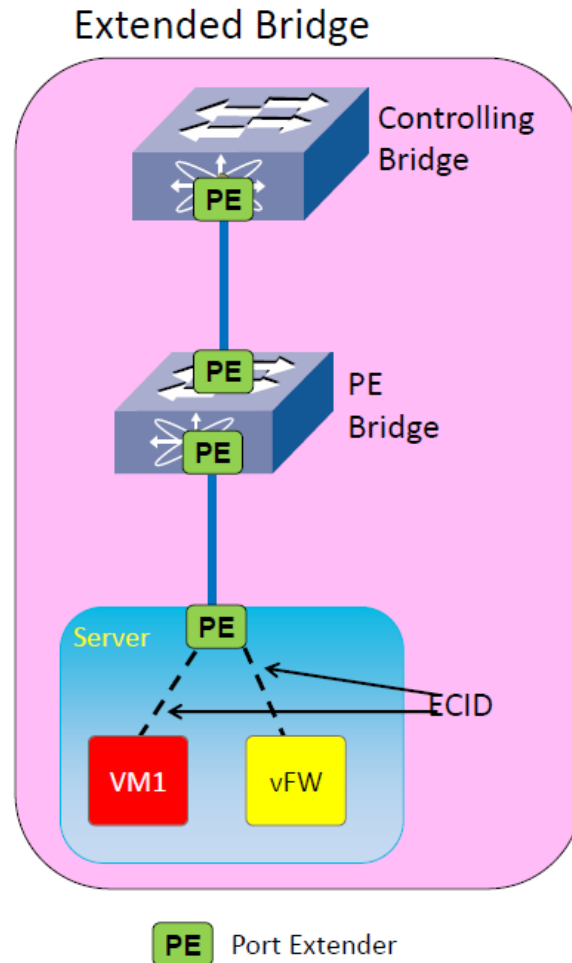 Extended Bridge
Controlling
Bridge
PE
PE
PE
Bridge
PE
PE
Server
ECID
VM1
vFW
PE Port Extender